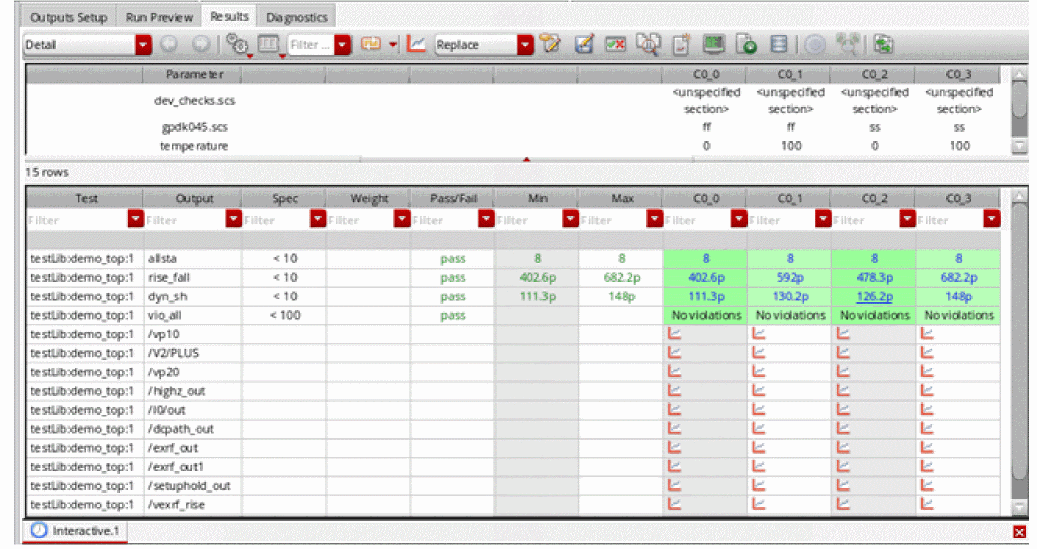 Outputs Setup Run Preview Results Diagnostics
Detail Filter ... Replace
Parameter C0_0 C0_1 C0_2 C0_3
dev_checks.scs <unspecified section> <unspecified section> <unspecified section> <unspecified section>
gpdk045.scs ff ff ss ss
temperature 0 100 0 100
15 rows
Test Output Spec Weight Pass/Fail Min Max C0_0 C0_1 C0_2 C0_3
Filter Filter Filter Filter Filter Filter Filter Filter Filter Filter Filter
testLib:demo_top:1 allsta < 10 pass 8 8 8 8 8 8
testLib:demo_top:1 rise_fall < 10 pass 402.6p 682.2p 402.6p 592p 478.3p 682.2p
testLib:demo_top:1 dyn_sh < 10 pass 111.3p 148p 111.3p 130.2p 126.2p 148p
testLib:demo_top:1 vio_all < 100 pass No violations No violations No violations No violations
testLib:demo_top:1 /vp10
testLib:demo_top:1 /V2/PLUS
testLib:demo_top:1 /vp20
testLib:demo_top:1 /highz_out
testLib:demo_top:1 /I0/out
testLib:demo_top:1 /dcpath_out
testLib:demo_top:1 /exrf_out
testLib:demo_top:1 /exrf_out1
testLib:demo_top:1 /setuphold_out
testLib:demo_top:1 /vexrf_rise
Interactive.1